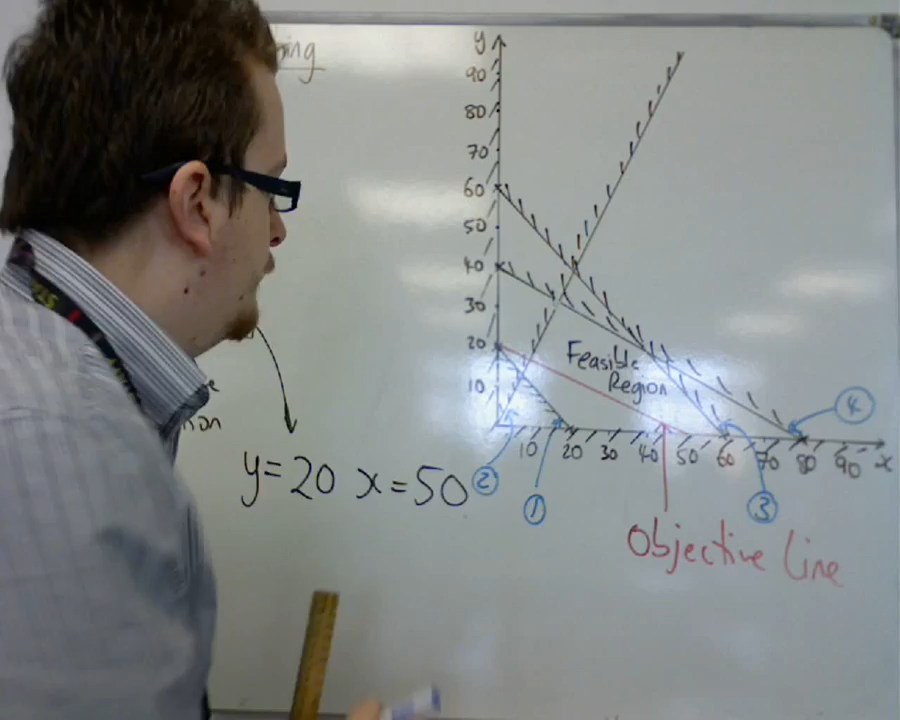 y
90
80
70
60
50
40
30
20
10
Feasible
Region
4
10 20 30 40 50 60 70 80 90 x
y=20 x=50
2
1
3
Objective line